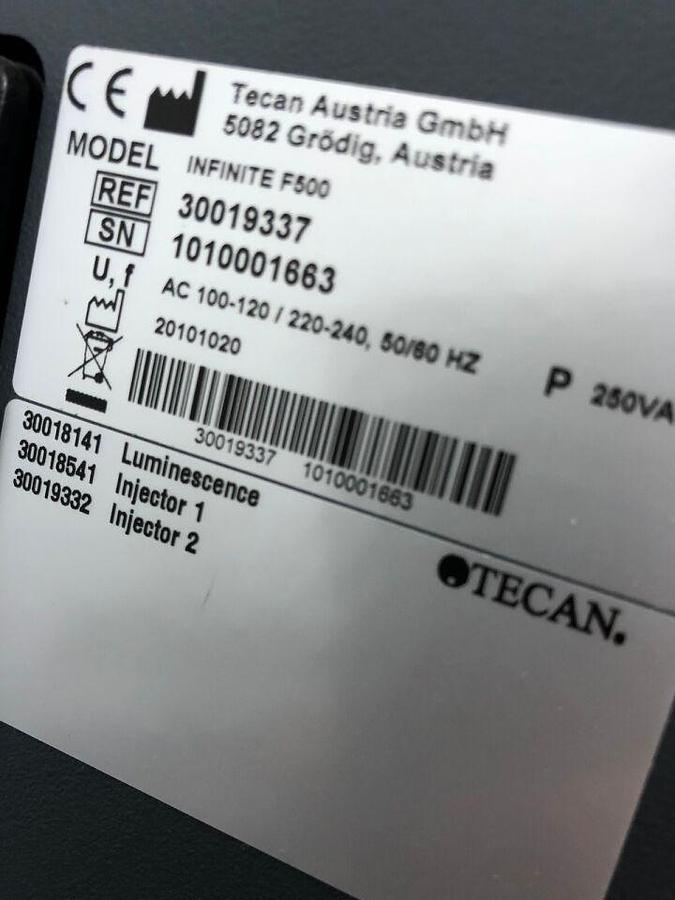 CE Tecan Austria GmbH
5082 Grödig, Austria
MODEL INFINITE F500
REF 30019337
SN 1010001663
U, f AC 100-120 / 220-240, 50/60 HZ P 250VA
20101020
30019337 1010001663
30018141 Luminescence
30018541 Injector 1
30019332 Injector 2
TECAN.